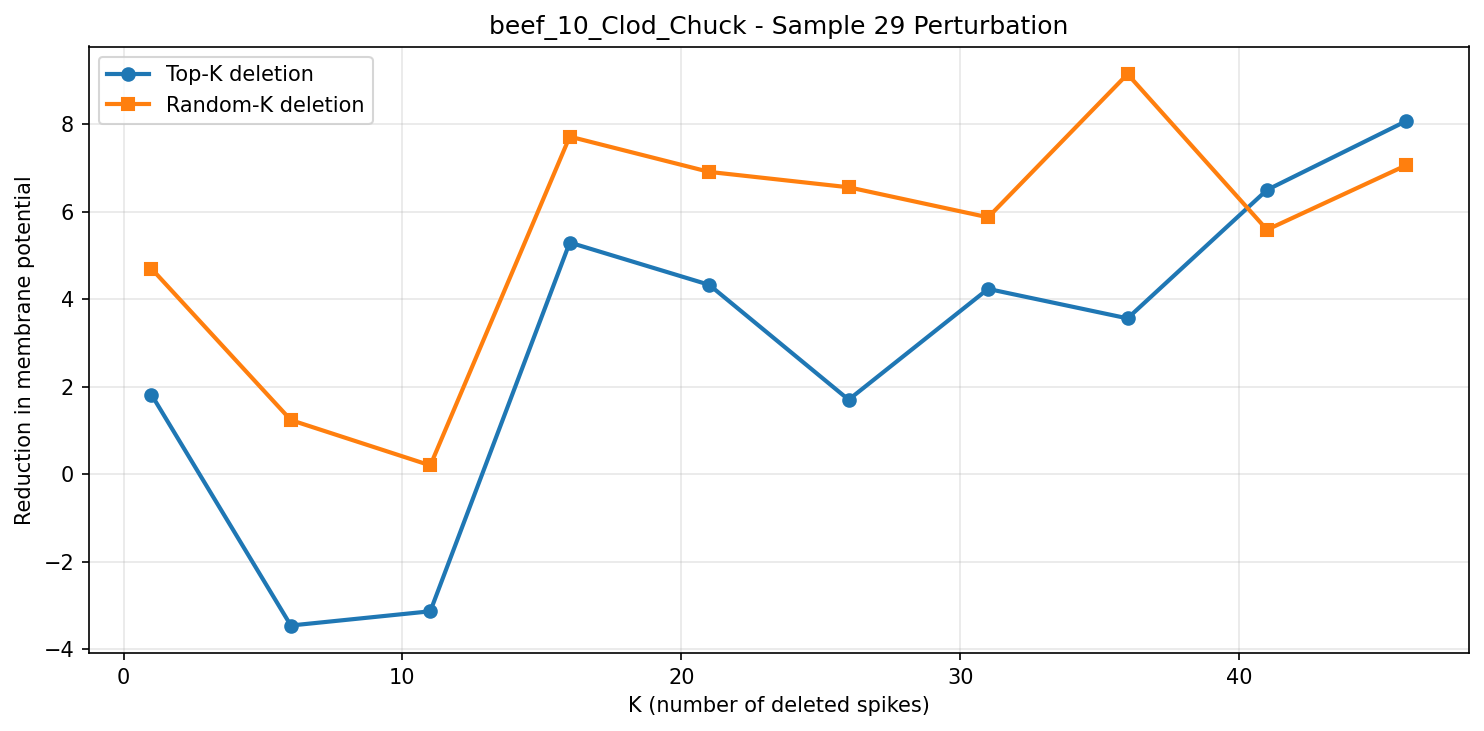 beef_10_Clod_Chuck - Sample 29 Perturbation
Top-K deletion
Random-K deletion
Reduction in membrane potential
8
6
4
2
0
−2
−4
0 10 20 30 40
K (number of deleted spikes)